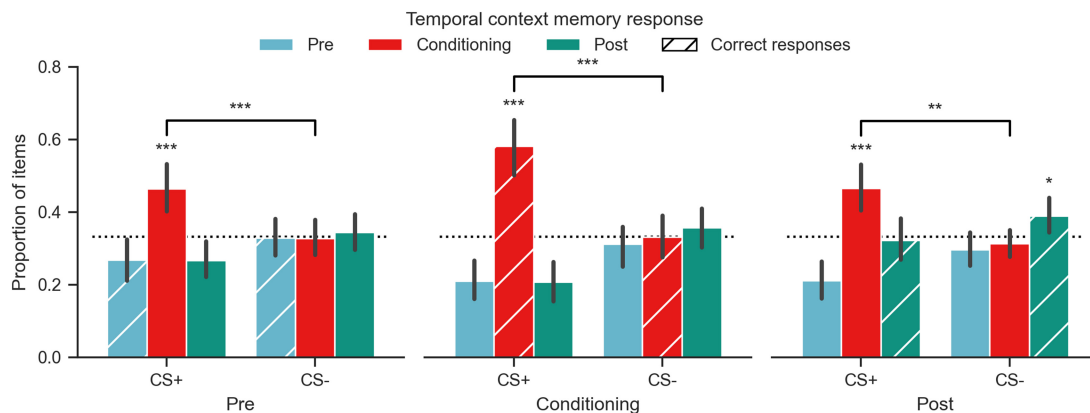 Temporal context memory response
Pre Conditioning Post Correct responses
Proportion of items
0.8
0.6
0.4
0.2
0.0
***
***
***
***
**
***
*
CS+ CS- CS+ CS- CS+ CS-
Pre Conditioning Post